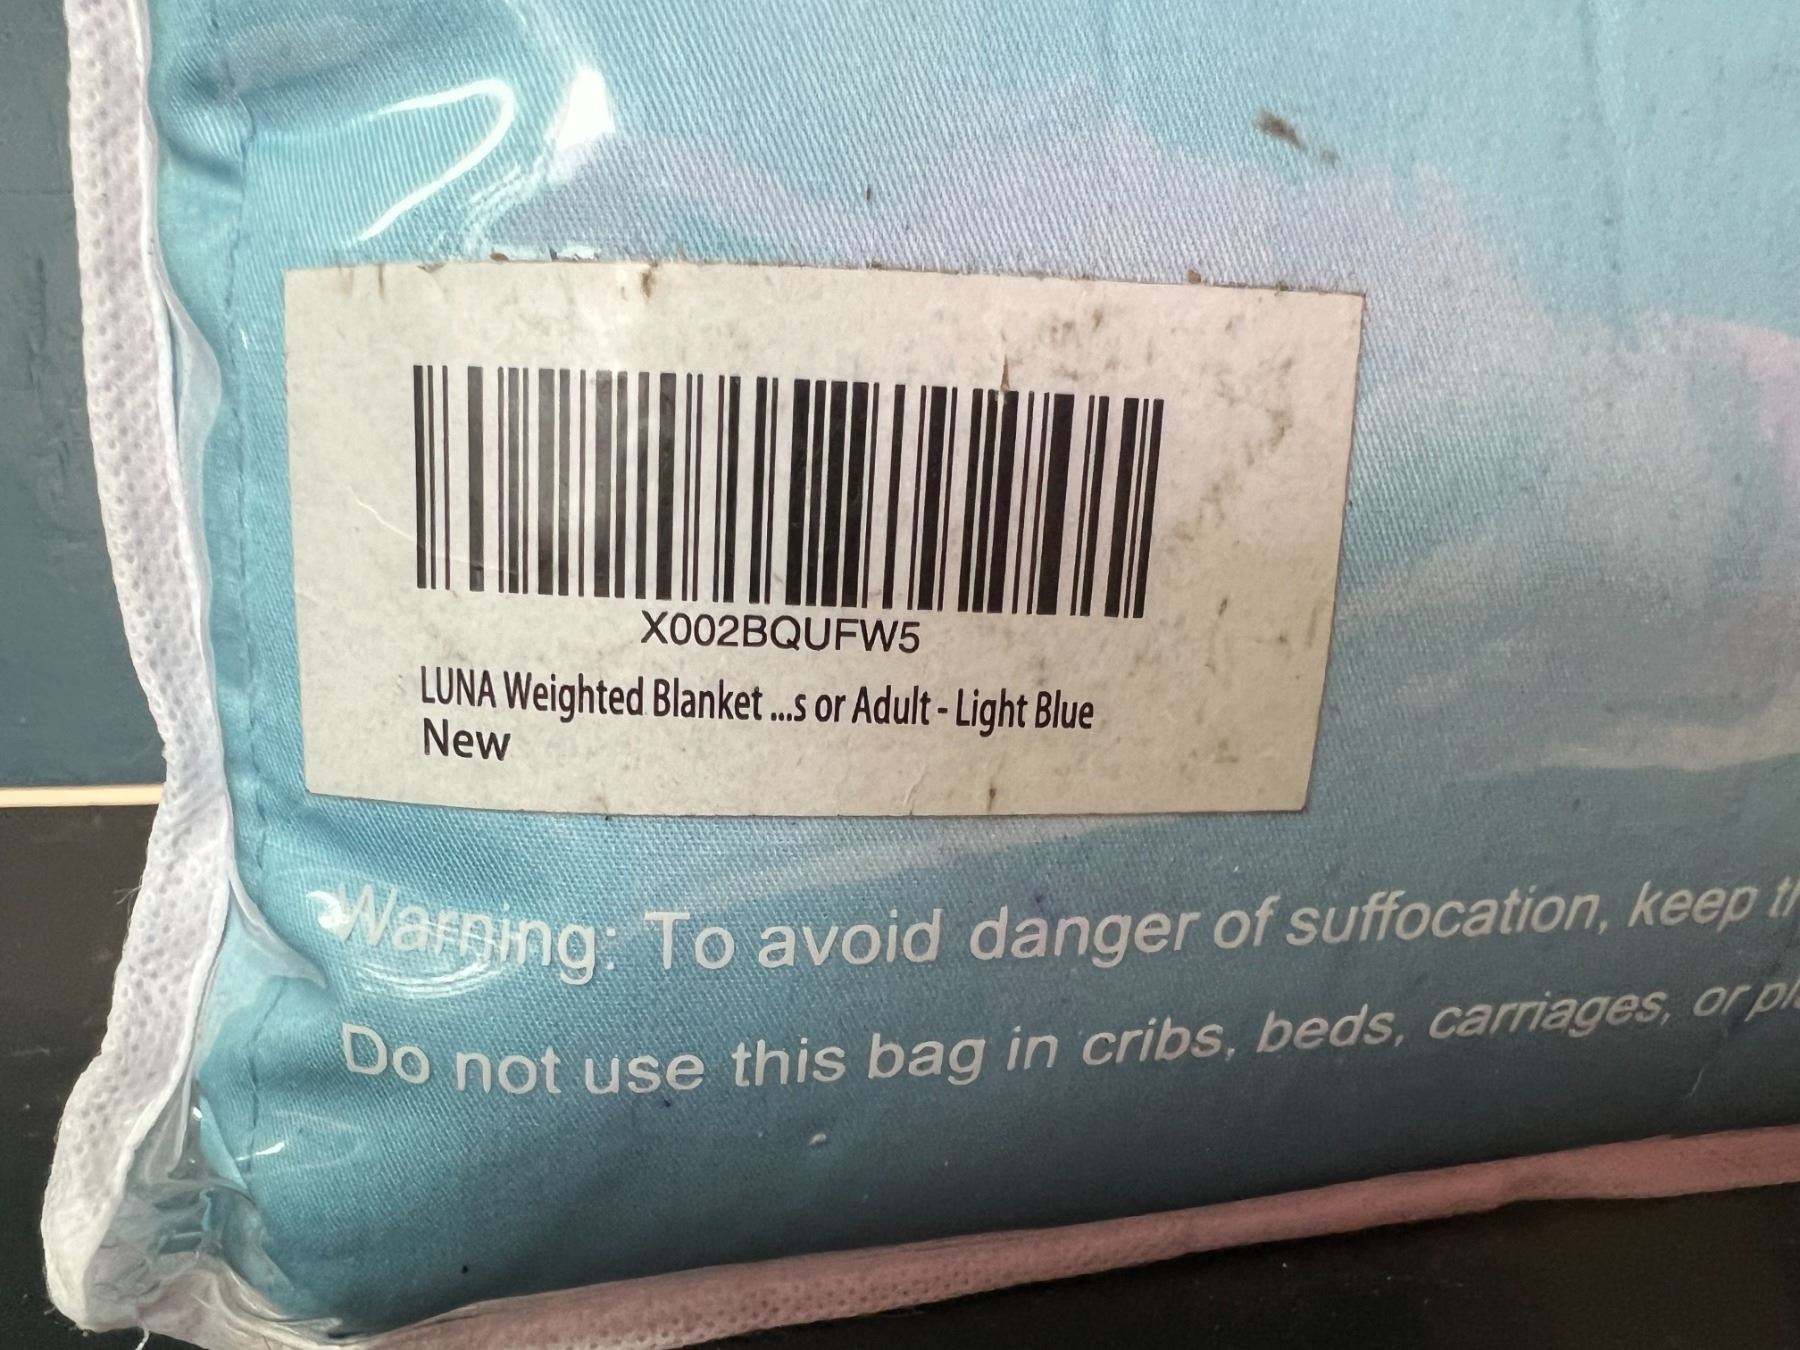 X002BQUFW5
LUNA Weighted Blanket ...s or Adult - Light Blue
New
Warning: To avoid danger of suffocation, keep
Do not use this bag in cribs, beds, carriages, or